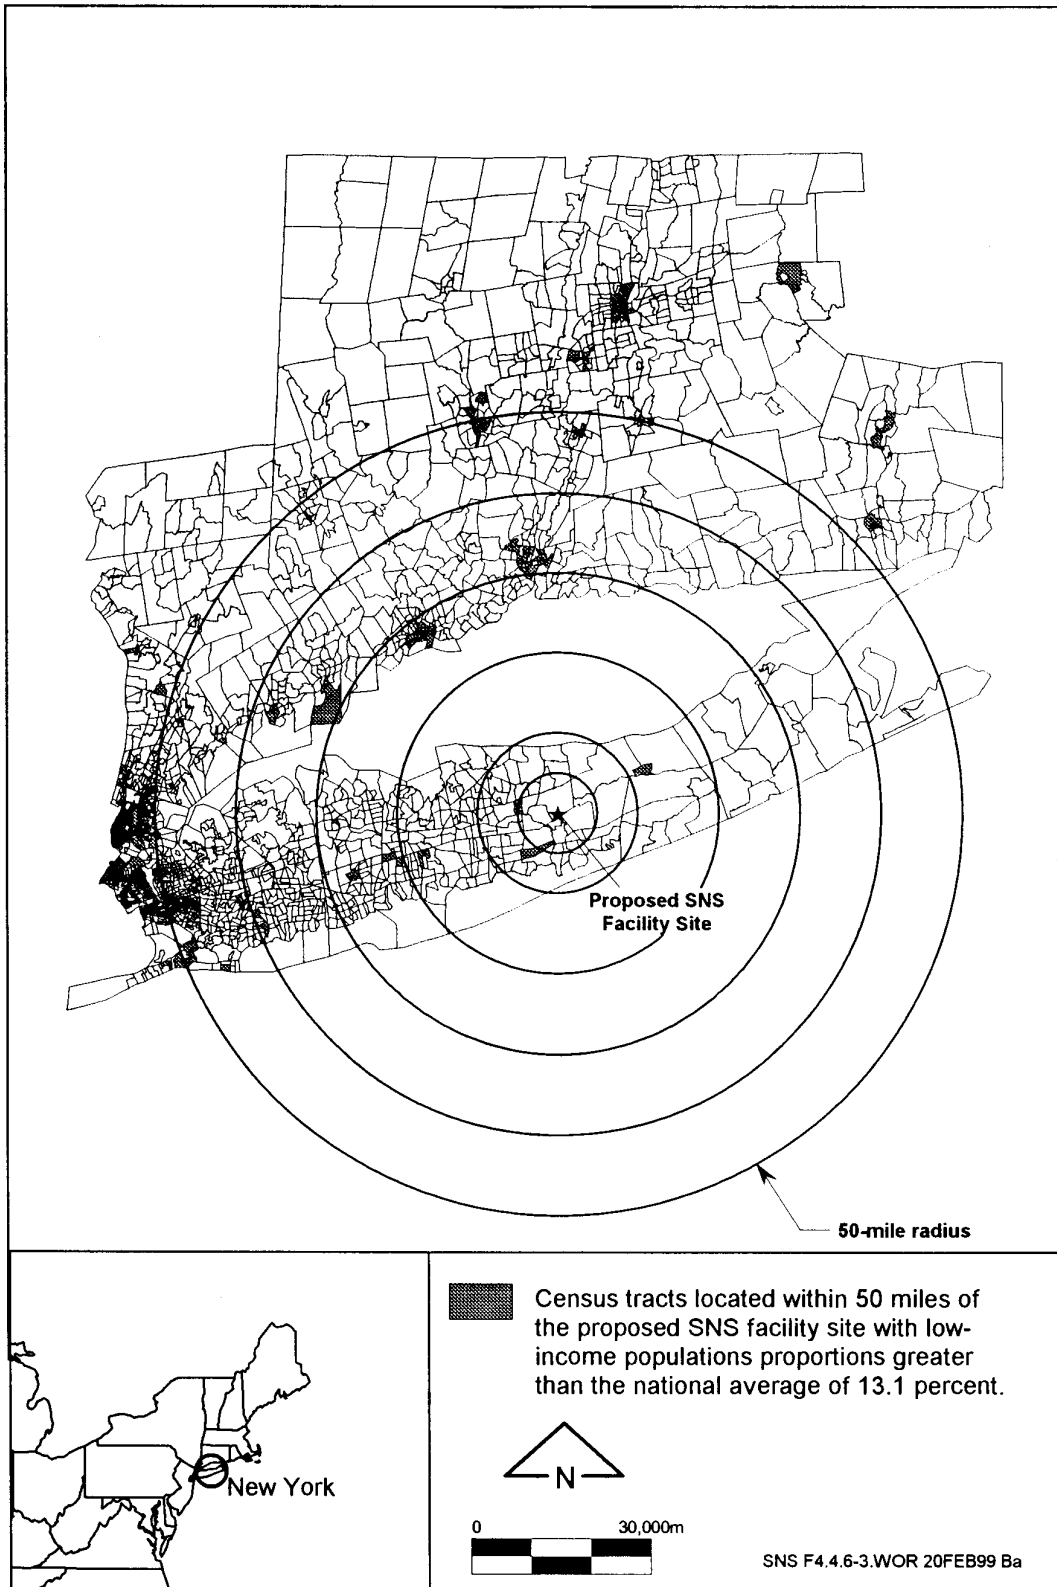 Proposed SNS
Facility Site
50-mile radius
Census tracts located within 50 miles of
the proposed SNS facility site with low-
income populations proportions greater
than the national average of 13.1 percent.
N
New York
0 30,000m
SNS F4.4.6-3.WOR 20FEB99 Ba